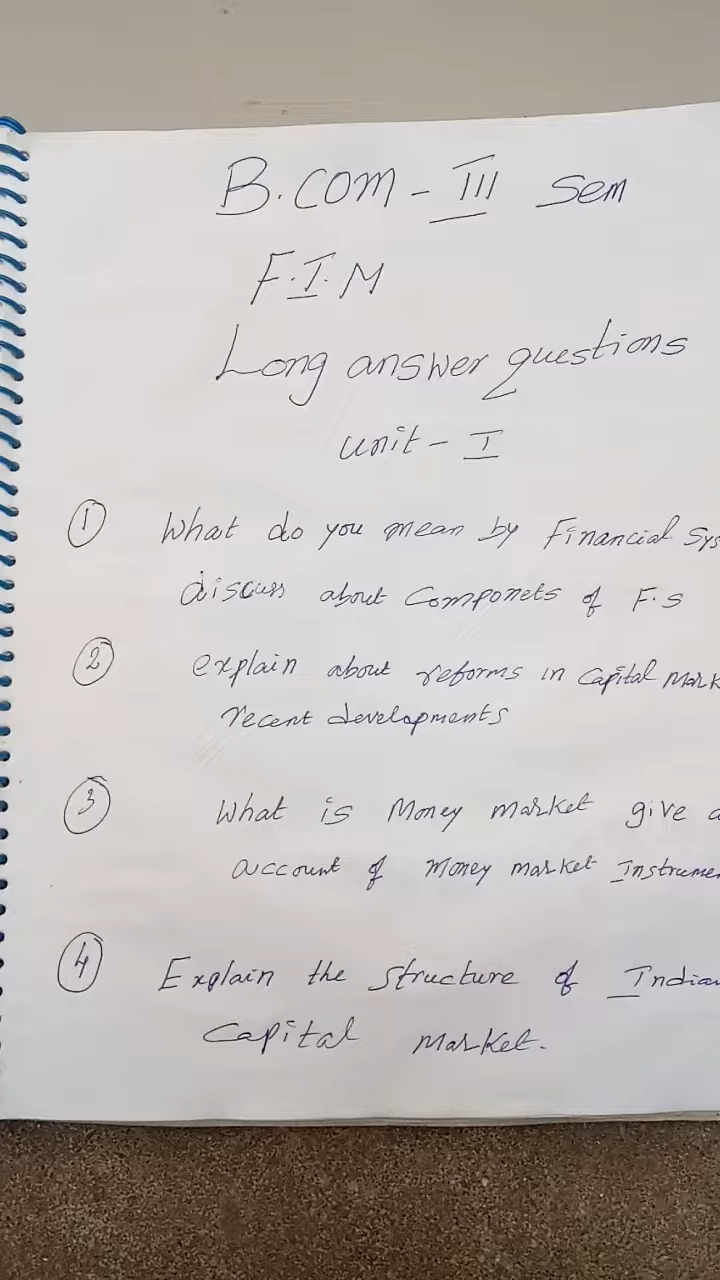 B.COM - III Sem
F.I.M
Long answer questions
unit - I
① What do you mean by Financial Sys
discuss about Componets of F.S
② explain about reforms in Capital Mark
recent developments
③ What is Money market give a
account of Money market Instrume
④ Explain the structure of Indian
Capital Market.